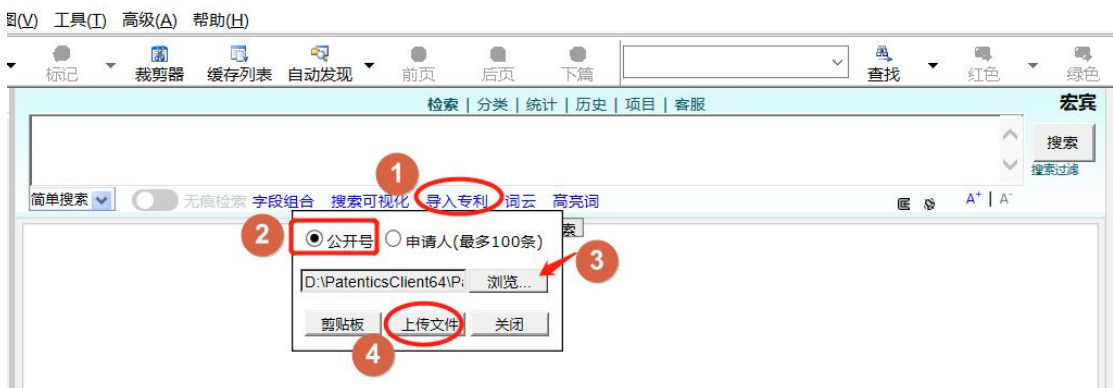 图(V) 工具(T) 高级(A) 帮助(H)
标记 裁剪器 缓存列表 自动发现 前页 后页 下篇 查找 红色 绿色
检索 | 分类 | 统计 | 历史 | 项目 | 客服 宏宾
搜索
搜索过滤
1
简单搜索 无痕检索 字段组合 搜索可视化 导入专利 词云 高亮词 A+ | A-
索
2 公开号 申请人(最多100条)
3
D:\PatenticsClient64\Pa 浏览...
剪贴板 上传文件 关闭
4